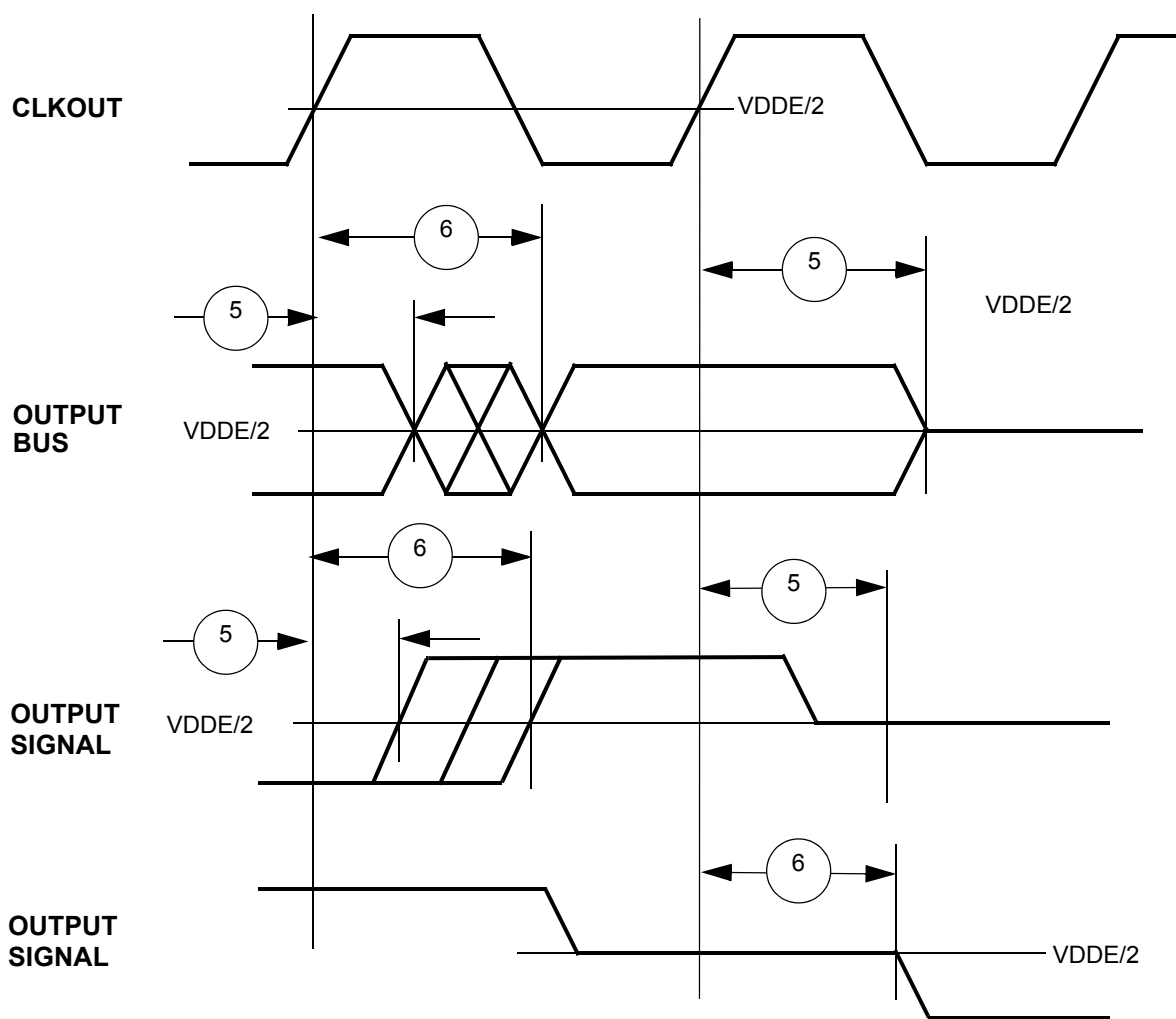 CLKOUT
VDDE/2
6
5
5
VDDE/2
OUTPUT
BUS
VDDE/2
6
5
5
OUTPUT
SIGNAL
VDDE/2
6
OUTPUT
SIGNAL
VDDE/2